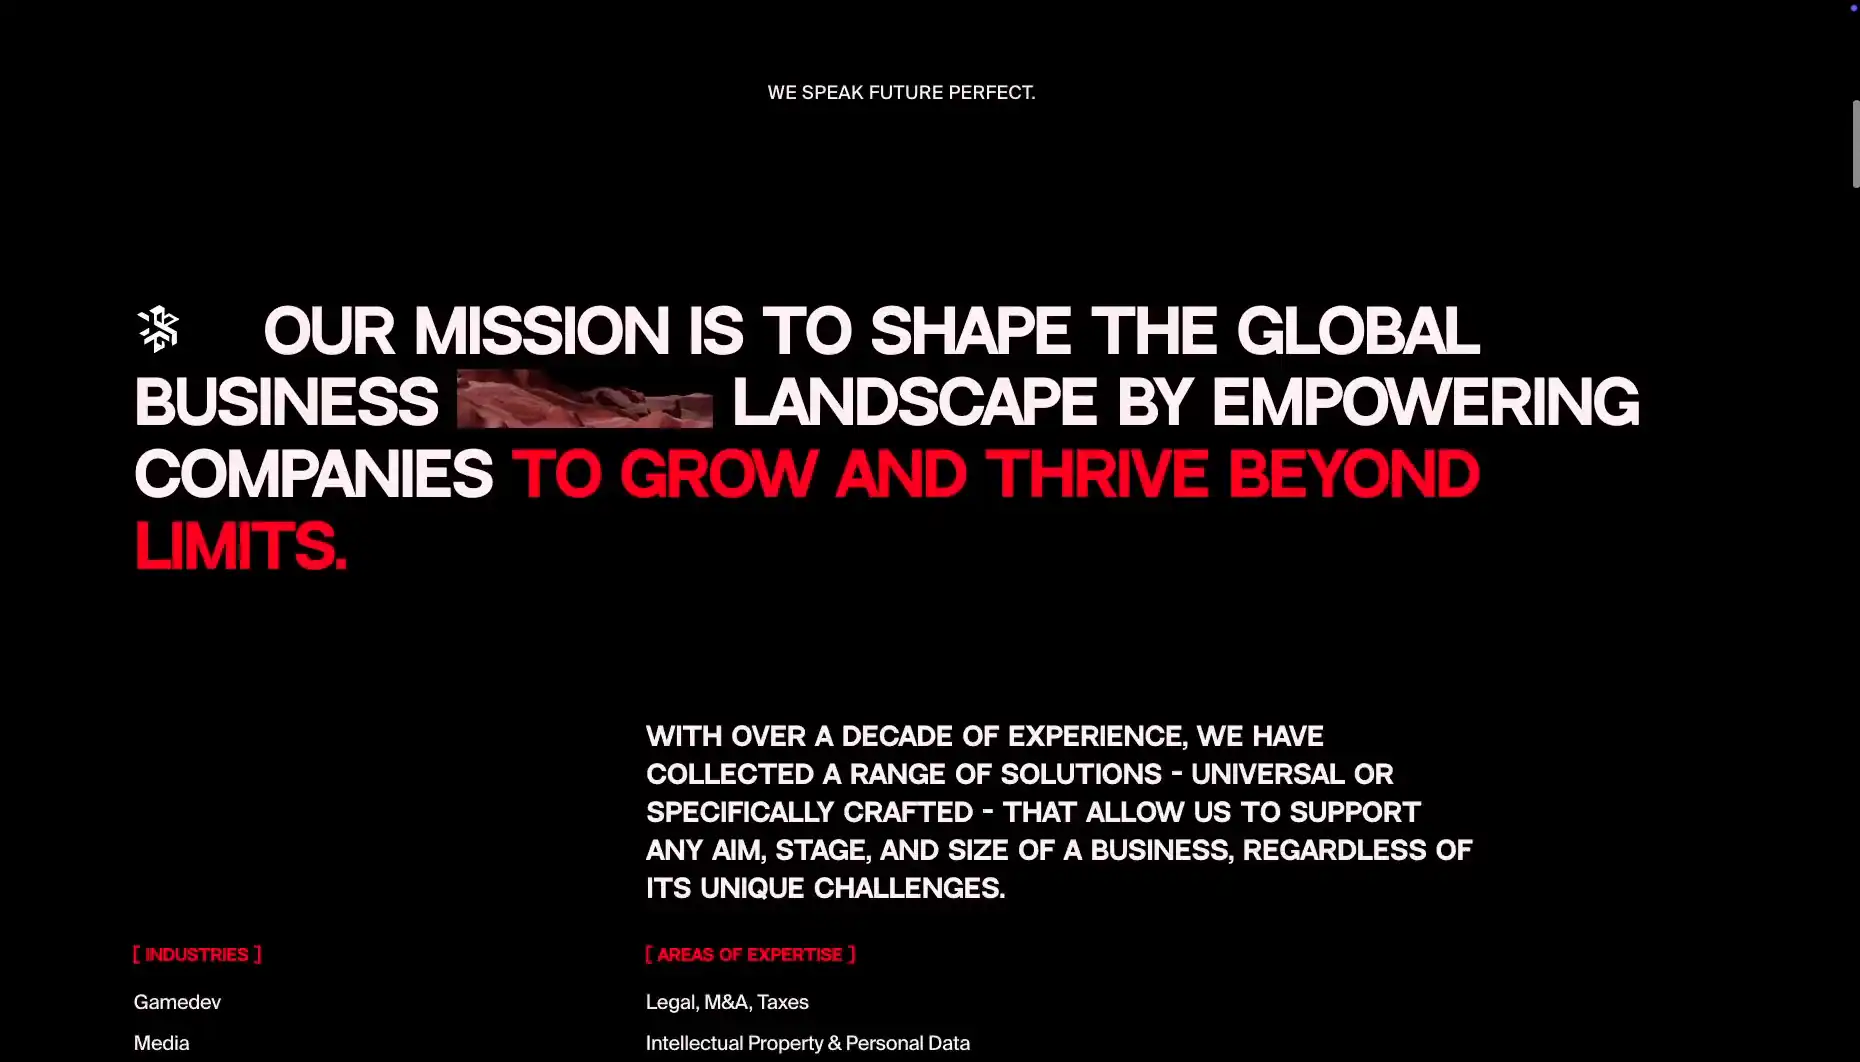 WE SPEAK FUTURE PERFECT.
OUR MISSION IS TO SHAPE THE GLOBAL
BUSINESS LANDSCAPE BY EMPOWERING
COMPANIES TO GROW AND THRIVE BEYOND
LIMITS.
WITH OVER A DECADE OF EXPERIENCE, WE HAVE
COLLECTED A RANGE OF SOLUTIONS - UNIVERSAL OR
SPECIFICALLY CRAFTED - THAT ALLOW US TO SUPPORT
ANY AIM, STAGE, AND SIZE OF A BUSINESS, REGARDLESS OF
ITS UNIQUE CHALLENGES.
[ INDUSTRIES ]
Gamedev
Media
[ AREAS OF EXPERTISE ]
Legal, M&A, Taxes
Intellectual Property & Personal Data